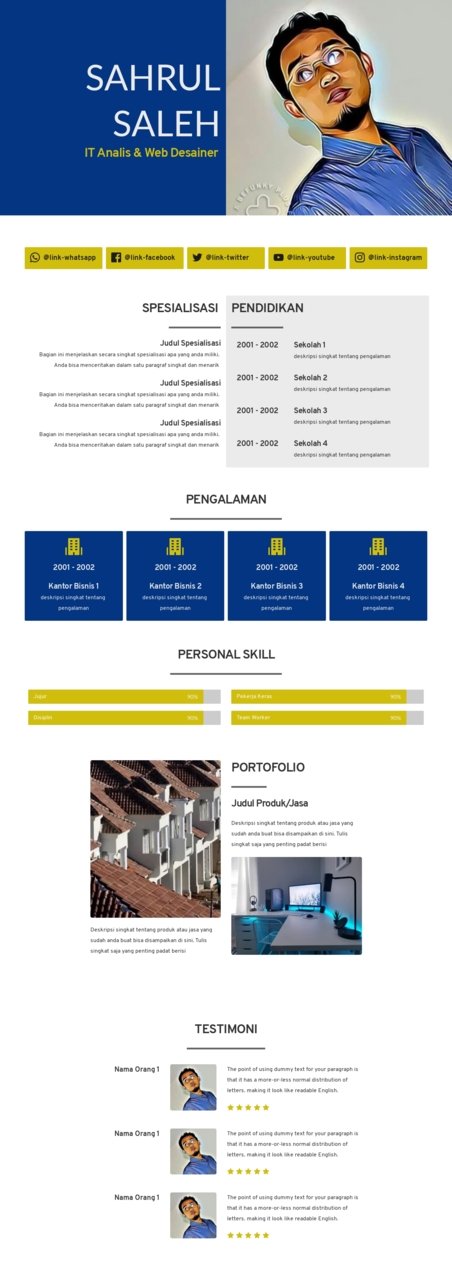 SAHRUL
SALEH
IT Analis & Web Desainer
@link-whatsapp
@link-facebook
@link-twitter
@link-youtube
@link-instagram
SPESIALISASI
Judul Spesialisasi
Bagian ini menjelaskan secara singkat spesialisasi apa yang anda miliki.
Anda bisa menceritakan dalam satu paragraf singkat dan menarik
Judul Spesialisasi
Bagian ini menjelaskan secara singkat spesialisasi apa yang anda miliki.
Anda bisa menceritakan dalam satu paragraf singkat dan menarik
Judul Spesialisasi
Bagian ini menjelaskan secara singkat spesialisasi apa yang anda miliki.
Anda bisa menceritakan dalam satu paragraf singkat dan menarik
PENDIDIKAN
2001 - 2002
Sekolah 1
deskripsi singkat tentang pengalaman
2001 - 2002
Sekolah 2
deskripsi singkat tentang pengalaman
2001 - 2002
Sekolah 3
deskripsi singkat tentang pengalaman
2001 - 2002
Sekolah 4
deskripsi singkat tentang pengalaman
PENGALAMAN
2001 - 2002
Kantor Bisnis 1
deskripsi singkat tentang
pengalaman
2001 - 2002
Kantor Bisnis 2
deskripsi singkat tentang
pengalaman
2001 - 2002
Kantor Bisnis 3
deskripsi singkat tentang
pengalaman
2001 - 2002
Kantor Bisnis 4
deskripsi singkat tentang
pengalaman
PERSONAL SKILL
Jujur 90%
Pekerja Keras 90%
Disiplin 90%
Team Worker 90%
PORTOFOLIO
Judul Produk/Jasa
Deskripsi singkat tentang produk atau jasa yang
sudah anda buat bisa disampaikan di sini. Tulis
singkat saja yang penting padat berisi
Deskripsi singkat tentang produk atau jasa yang
sudah anda buat bisa disampaikan di sini. Tulis
singkat saja yang penting padat berisi
TESTIMONI
Nama Orang 1
The point of using dummy text for your paragraph is
that it has a more-or-less normal distribution of
letters. making it look like readable English.
Nama Orang 1
The point of using dummy text for your paragraph is
that it has a more-or-less normal distribution of
letters. making it look like readable English.
Nama Orang 1
The point of using dummy text for your paragraph is
that it has a more-or-less normal distribution of
letters. making it look like readable English.